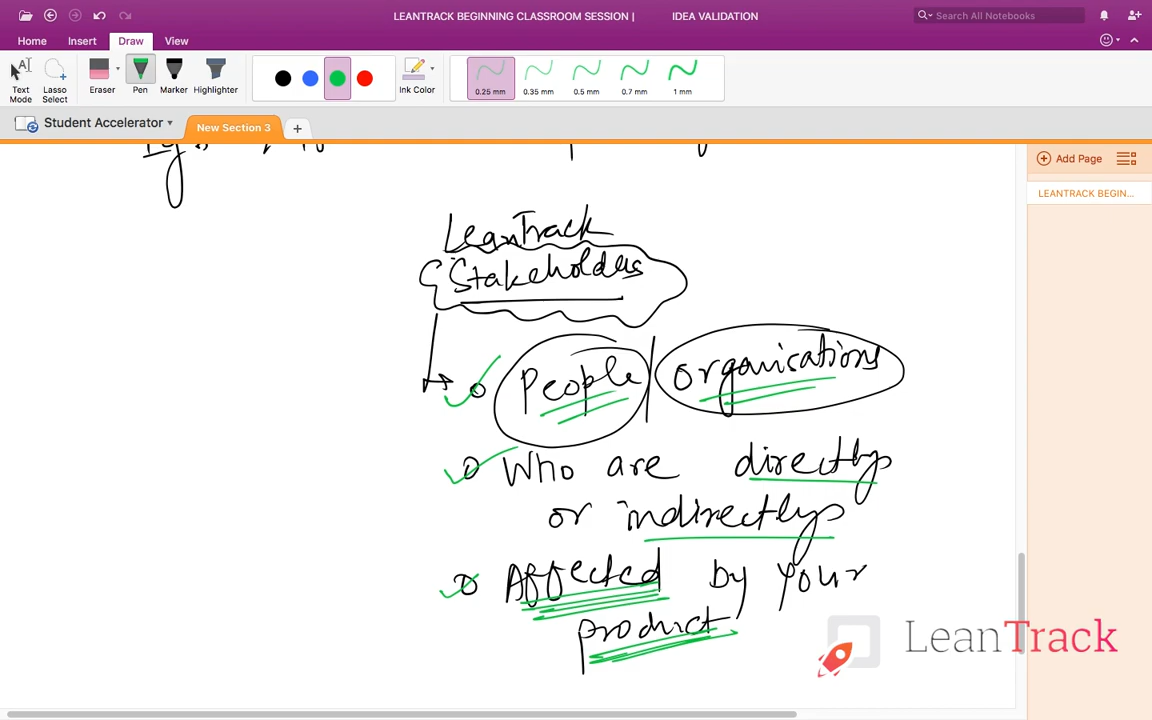 LEANTRACK BEGINNING CLASSROOM SESSION | IDEA VALIDATION
Search All Notebooks
Home Insert Draw View
Text Mode
Lasso Select
Eraser
Pen
Marker
Highlighter
Ink Color
0.25 mm
0.35 mm
0.5 mm
0.7 mm
1 mm
Student Accelerator
New Section 3
+
Add Page
LEANTRACK BEGIN...
LeanTrack
Stakeholders
People | organisations
Who are directly
or indirectly
Affected by your
product
LeanTrack